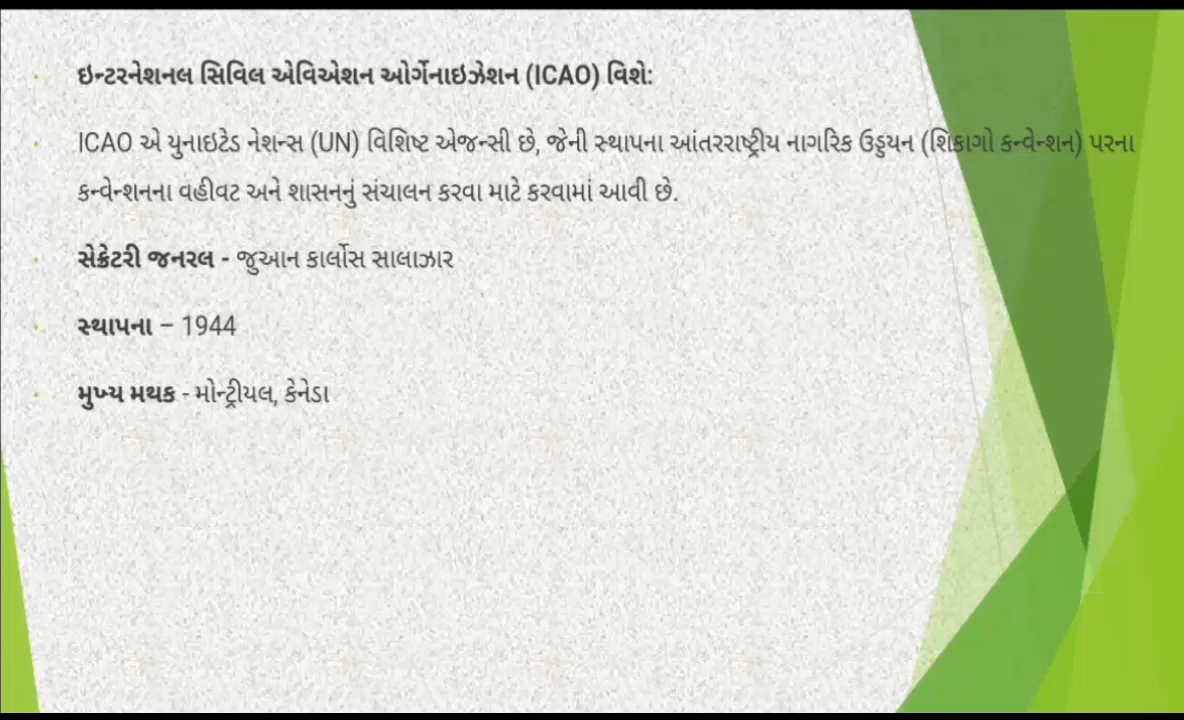 ઇન્ટરનેશનલ સિવિલ એવિએશન ઓર્ગેનાઇઝેશન (ICAO) વિશે:
ICAO એ યુનાઇટેડ નેશન્સ (UN) વિશિષ્ટ એજન્સી છે, જેની સ્થાપના આંતરરાષ્ટ્રીય નાગરિક ઉડ્ડયન (શિકાગો કન્વેન્શન) પરના
કન્વેન્શનના વહીવટ અને શાસનનું સંચાલન કરવા માટે કરવામાં આવી છે.
સેક્રેટરી જનરલ - જુઆન કાર્લોસ સાલાઝાર
સ્થાપના – 1944
મુખ્ય મથક - મોન્ટ્રીયલ, કેનેડા